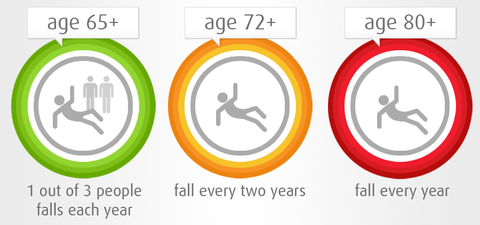 age 65+
age 72+
age 80+
1 out of 3 people
falls each year
fall every two years
fall every year